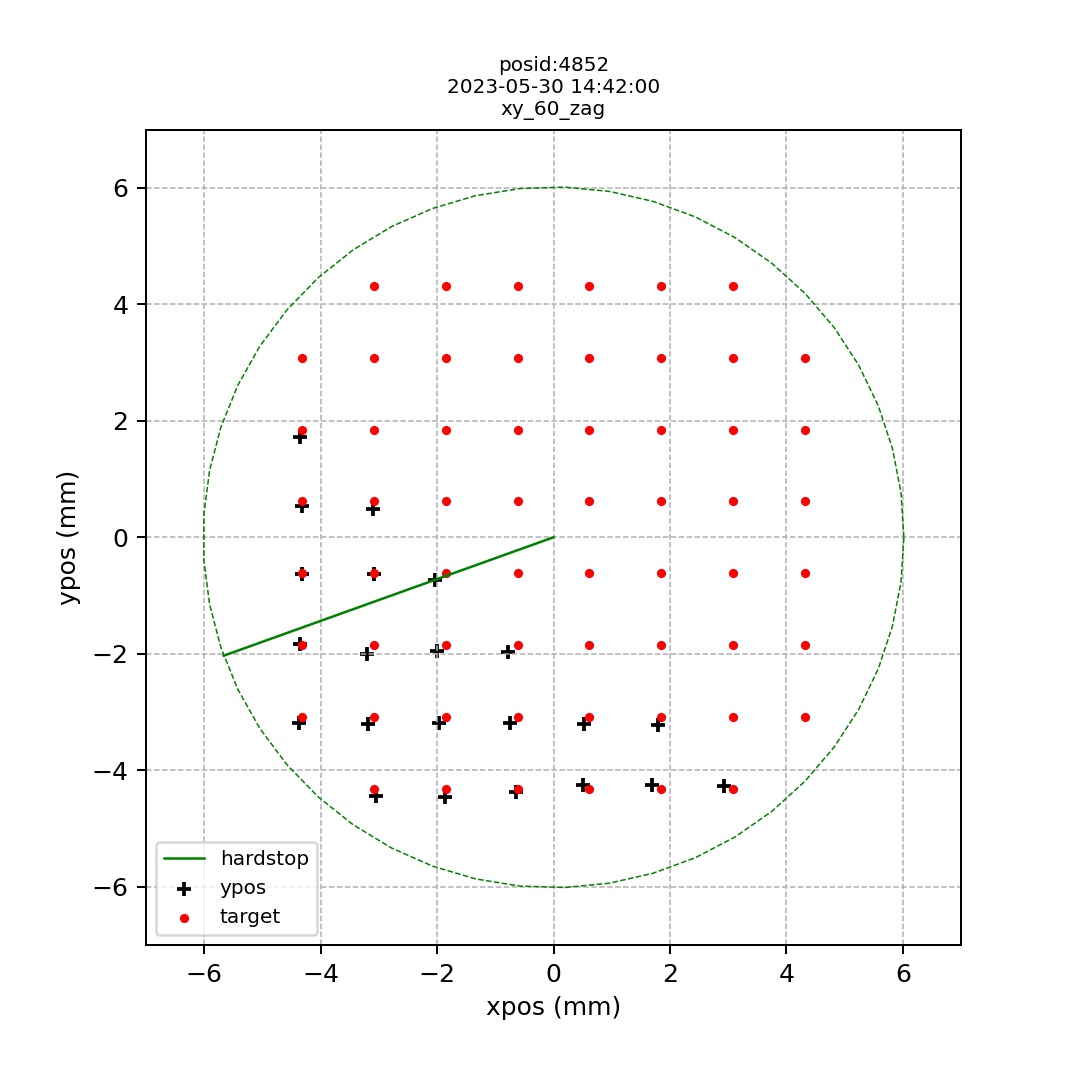 posid:4852
2023-05-30 14:42:00
xy_60_zag
6
4
2
0
−2
−4
−6
ypos (mm)
hardstop
ypos
target
−6 −4 −2 0 2 4 6
xpos (mm)